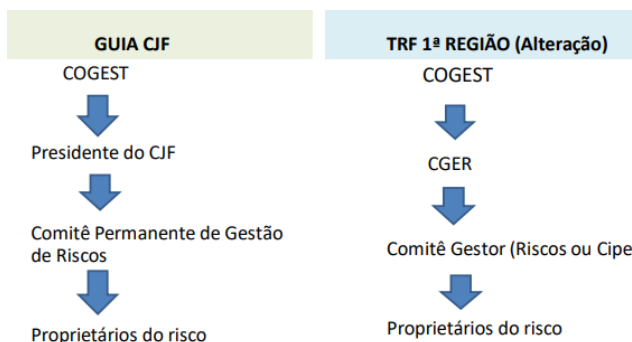 GUIA CJF
COGEST
Presidente do CJF
Comitê Permanente de Gestão
de Riscos
Proprietários do risco
TRF 1ª REGIÃO (Alteração)
COGEST
CGER
Comitê Gestor (Riscos ou Cipe
Proprietários do risco